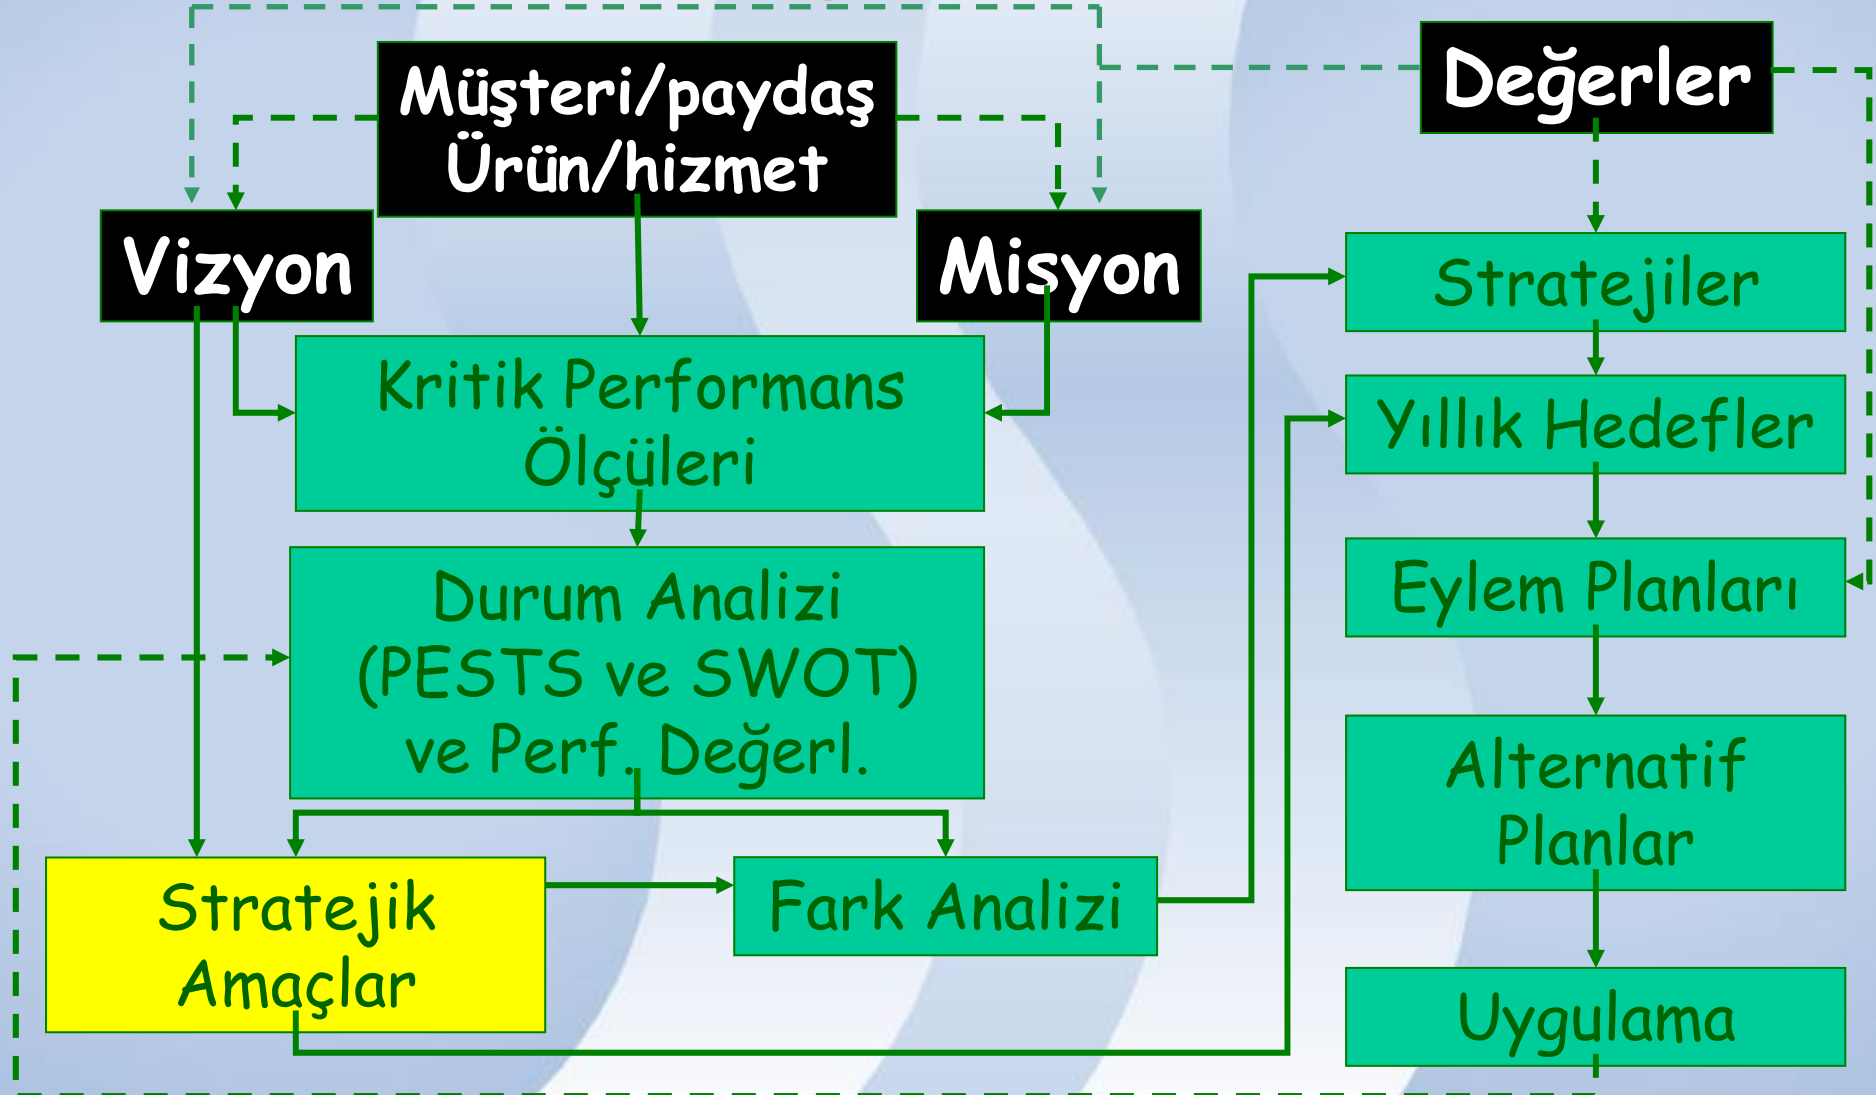 Müşteri/paydaş
Ürün/hizmet
Değerler
Vizyon
Misyon
Kritik Performans
Ölçüleri
Durum Analizi
(PESTS ve SWOT)
ve Perf. Değerl.
Stratejik
Amaçlar
Fark Analizi
Stratejiler
Yıllık Hedefler
Eylem Planları
Alternatif
Planlar
Uygulama